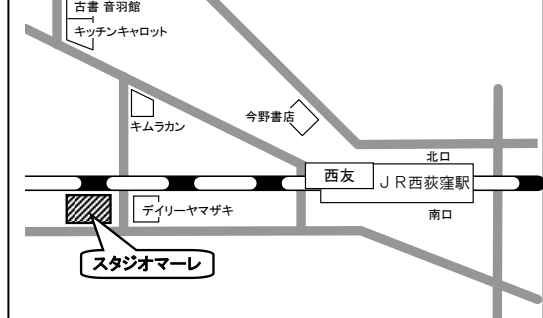 古書 音羽館
キッチンキャロット
キムラカン
今野書店
西友
北口
ＪＲ西荻窪駅
南口
デイリーヤマザキ
スタジオマーレ